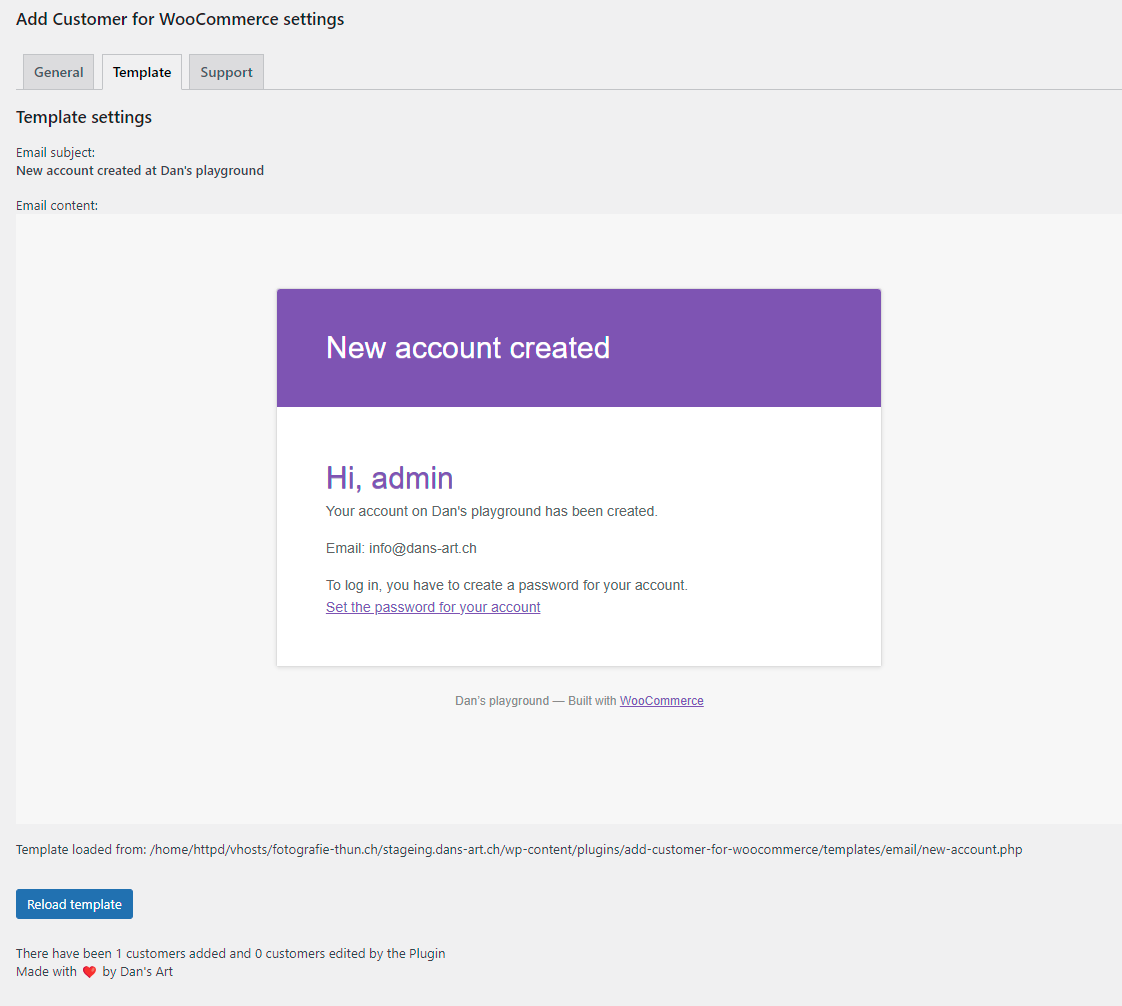 Add Customer for WooCommerce settings
General
Template
Support
Template settings
Email subject:
New account created at Dan's playground
Email content:
New account created
Hi, admin
Your account on Dan's playground has been created.
Email: info@dans-art.ch
To log in, you have to create a password for your account.
Set the password for your account
Dan's playground — Built with WooCommerce
Template loaded from: /home/httpd/vhosts/fotografie-thun.ch/stageing.dans-art.ch/wp-content/plugins/add-customer-for-woocommerce/templates/email/new-account.php
Reload template
There have been 1 customers added and 0 customers edited by the Plugin
Made with ❤️ by Dan's Art